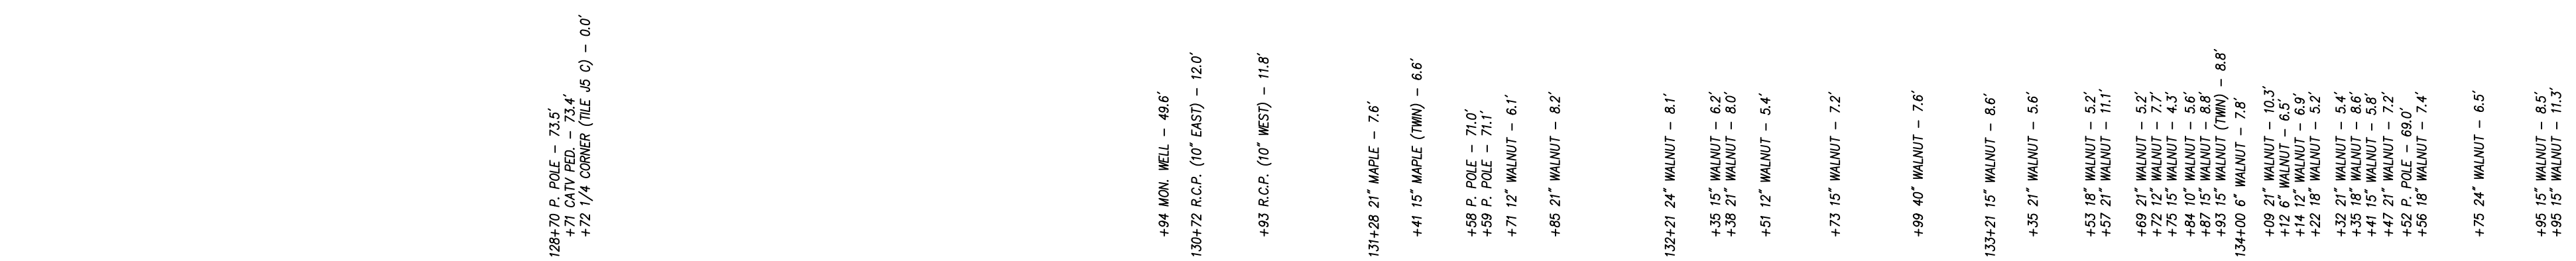 128+70 P. POLE - 73.5'
+71 CATV PED. - 73.4'
+72 1/4 CORNER (TILE J5 C) - 0.0'
+94 MON. WELL - 49.6'
130+72 R.C.P. (10" EAST) - 12.0'
+93 R.C.P. (10" WEST) - 11.8'
131+28 21" MAPLE - 7.6'
+41 15" MAPLE (TWIN) - 6.6'
+58 P. POLE - 71.0'
+59 P. POLE - 71.1'
+71 12" WALNUT - 6.1'
+85 21" WALNUT - 8.2'
132+21 24" WALNUT - 8.1'
+35 15" WALNUT - 6.2'
+38 21" WALNUT - 8.0'
+51 12" WALNUT - 5.4'
+73 15" WALNUT - 7.2'
+99 40" WALNUT - 7.6'
133+21 15" WALNUT - 8.6'
+35 21" WALNUT - 5.6'
+53 18" WALNUT - 5.2'
+57 21" WALNUT - 11.1'
+69 21" WALNUT - 5.2'
+72 12" WALNUT - 7.7'
+75 15" WALNUT - 4.3'
+84 10" WALNUT - 5.6'
+87 15" WALNUT - 8.8'
+93 15" WALNUT (TWIN) - 8.8'
134+00 6" WALNUT - 7.8'
+09 21" WALNUT - 10.3'
+12 6" WALNUT - 6.5'
+14 12" WALNUT - 6.9'
+22 18" WALNUT - 5.2'
+32 21" WALNUT - 5.4'
+35 18" WALNUT - 8.6'
+41 15" WALNUT - 5.8'
+47 21" WALNUT - 7.2'
+52 P. POLE - 69.0'
+56 18" WALNUT - 7.4'
+75 24" WALNUT - 6.5'
+95 15" WALNUT - 8.5'
+95 15" WALNUT - 11.3'